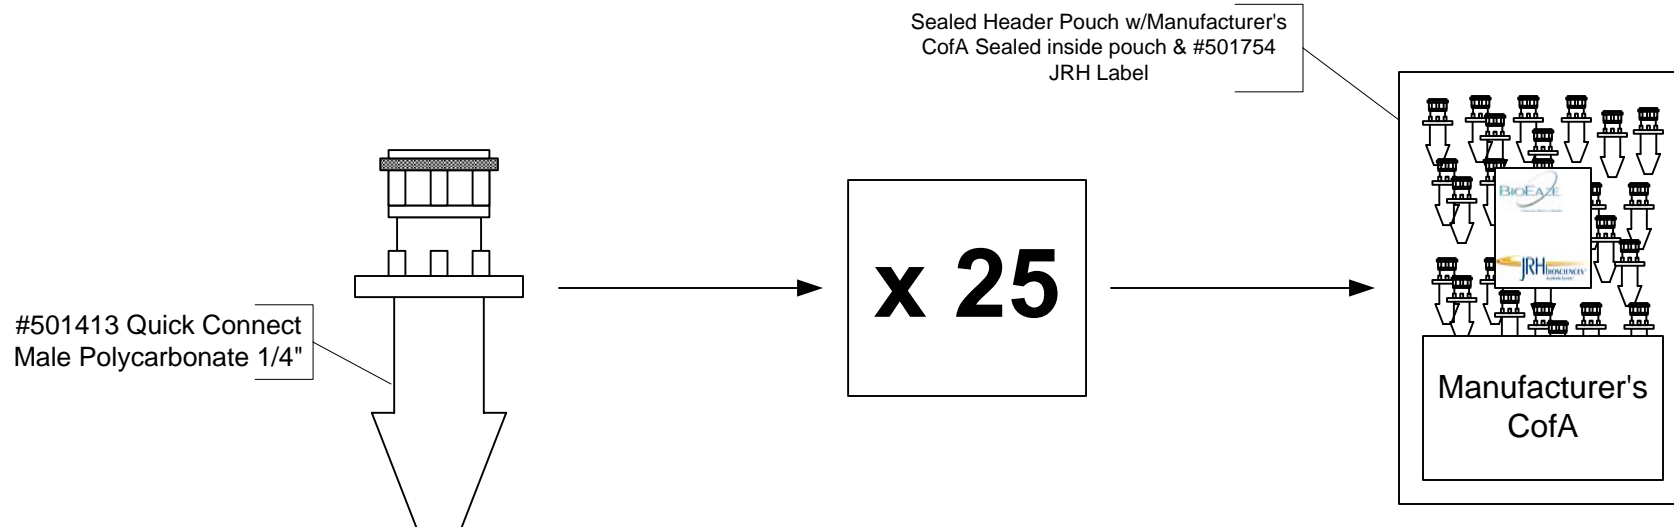 Sealed Header Pouch w/Manufacturer's
CofA Sealed inside pouch & #501754
JRH Label
#501413 Quick Connect
Male Polycarbonate 1/4"
x 25
BIOEAZE
JRH BIOSCIENCES
Manufacturer's
CofA